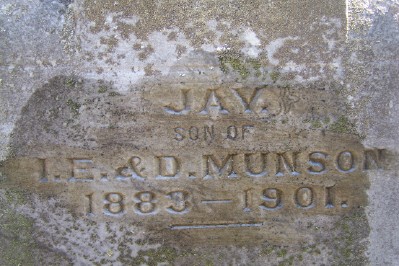 JAY.
SON OF
I. E. & D. MUNSON
1883 — 1901.